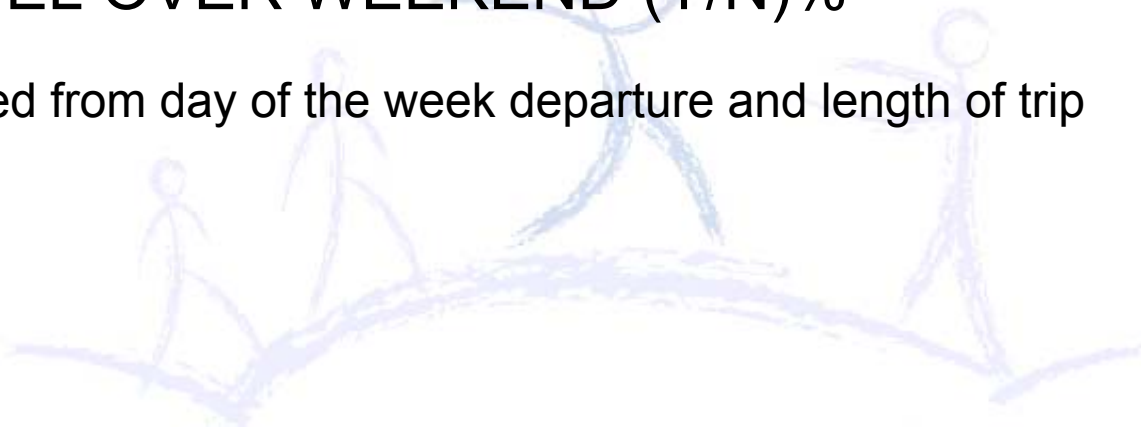 EL OVER WEEKEND (Y/N)%
ed from day of the week departure and length of trip